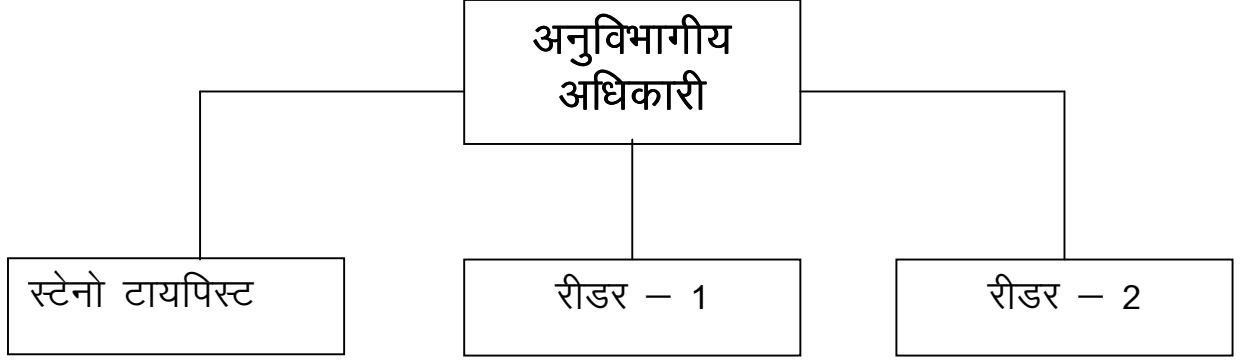 अनुविभागीय
अधिकारी
स्टेनो टायपिस्ट
रीडर – 1
रीडर – 2